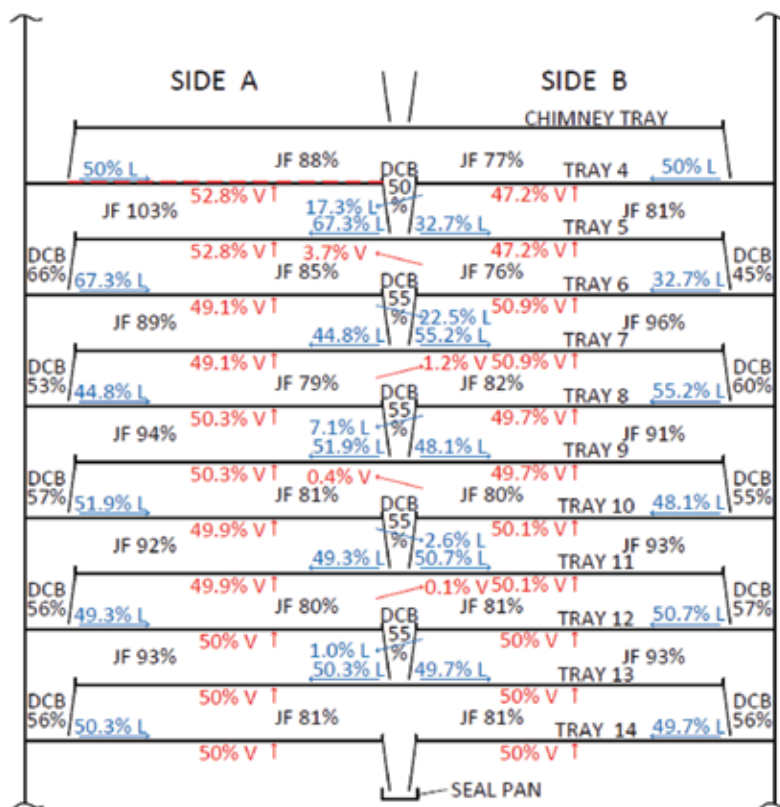 SIDE A SIDE B
CHIMNEY TRAY
JF 88% DCB JF 77% TRAY 4
50% L 50 % 50% L
52.8% V 47.2% V
JF 103% 17.3% L JF 81%
67.3% L 32.7% L TRAY 5
DCB 66% 52.8% V 3.7% V 47.2% V DCB 45%
JF 85% DCB JF 76% TRAY 6
67.3% L 55 % 32.7% L
49.1% V 50.9% V
JF 89% 22.5% L JF 96%
44.8% L 55.2% L TRAY 7
DCB 53% 49.1% V 1.2% V 50.9% V DCB 60%
JF 79% DCB JF 82% TRAY 8
44.8% L 55 % 55.2% L
50.3% V 49.7% V
JF 94% 7.1% L JF 91%
51.9% L 48.1% L TRAY 9
DCB 57% 50.3% V 0.4% V 49.7% V DCB 55%
JF 81% DCB JF 80% TRAY 10
51.9% L 55 % 48.1% L
49.9% V 50.1% V
JF 92% 2.6% L JF 93%
49.3% L 50.7% L TRAY 11
DCB 56% 49.9% V 0.1% V 50.1% V DCB 57%
JF 80% DCB JF 81% TRAY 12
49.3% L 55 % 50.7% L
50% V 50% V
JF 93% 1.0% L JF 93%
50.3% L 49.7% L TRAY 13
DCB 56% 50% V 50% V DCB 56%
JF 81% JF 81% TRAY 14
50.3% L 49.7% L
50% V 50% V
SEAL PAN